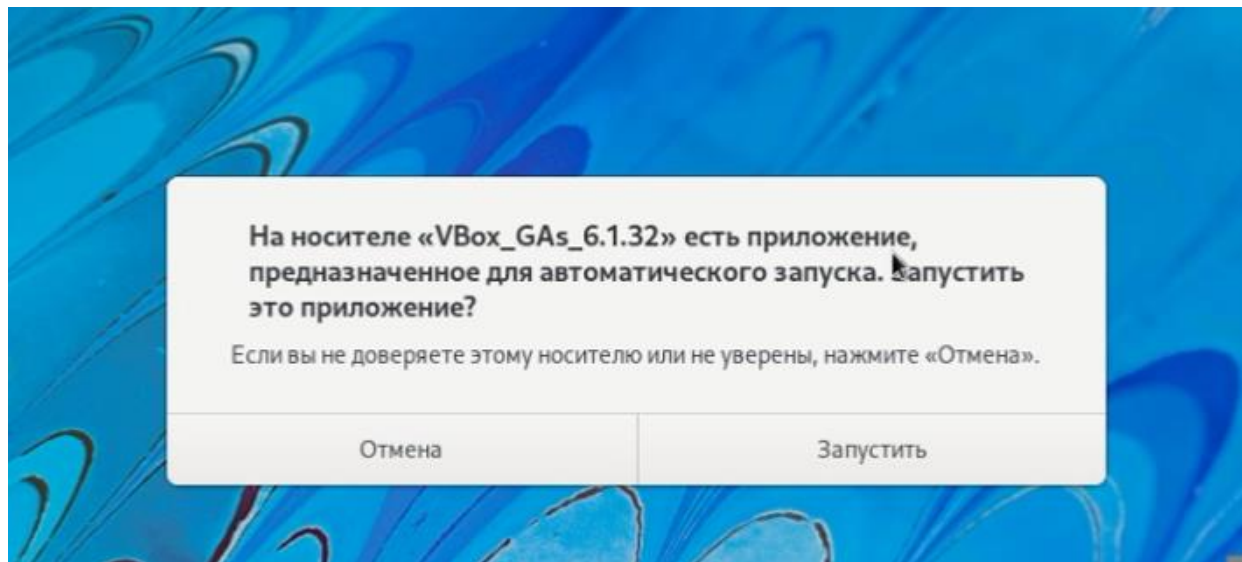 На носителе «VBox_GAs_6.1.32» есть приложение,
предназначенное для автоматического запуска. Запустить
это приложение?
Если вы не доверяете этому носителю или не уверены, нажмите «Отмена».
Отмена
Запустить